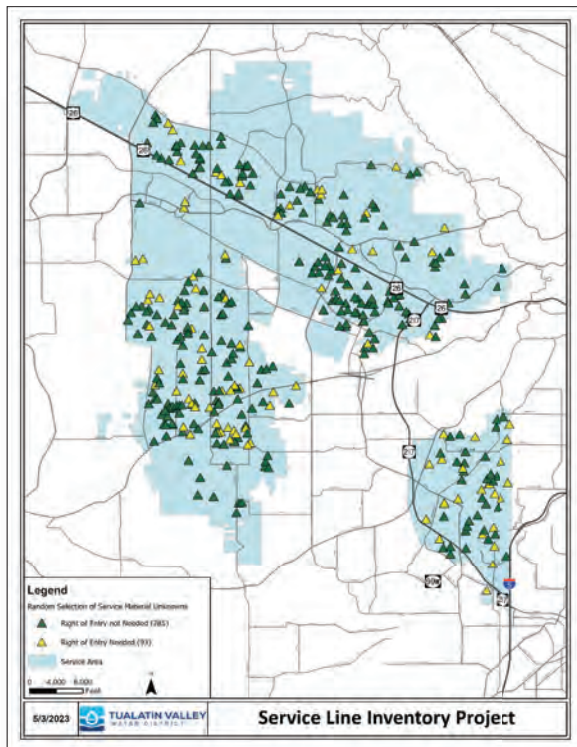 26
26
26
26
217
217
99w
5
Legend
Random Selection of Service Material Unknowns
Right of Entry not Needed (285)
Right of Entry Needed (93)
Service Area
0 4,000 8,000
Feet
N
5/3/2023
TUALATIN VALLEY
WATER DISTRICT
Service Line Inventory Project